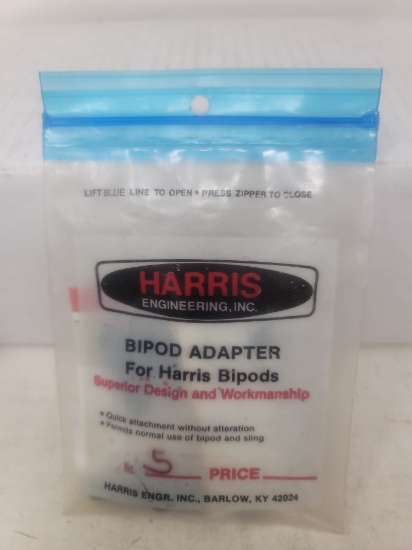 LIFT BLUE LINE TO OPEN • PRESS ZIPPER TO CLOSE
HARRIS
ENGINEERING, INC.
BIPOD ADAPTER
For Harris Bipods
Superior Design and Workmanship
• Quick attachment without alteration
• Permits normal use of bipod and sling
No. 5 PRICE
HARRIS ENGR. INC., BARLOW, KY 42024